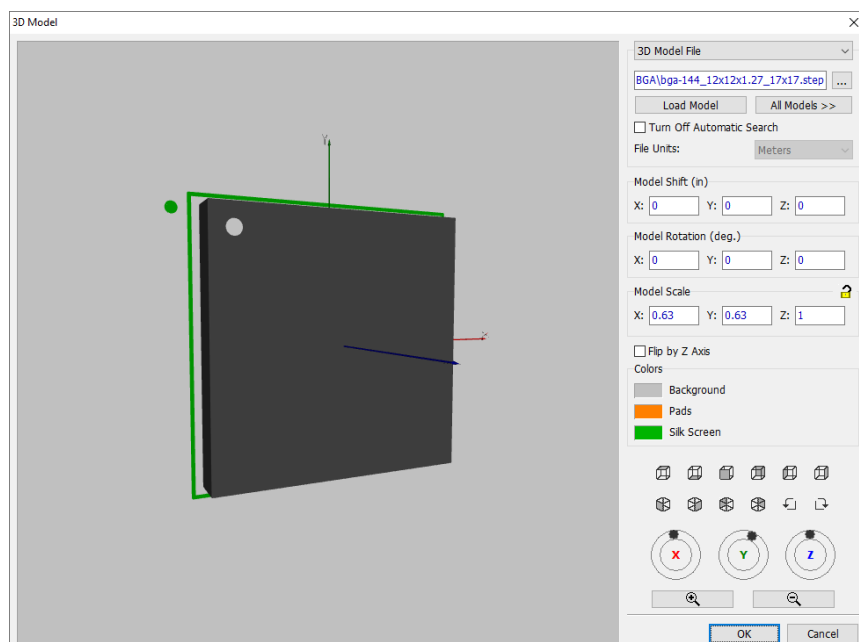 3D Model
3D Model File
BGA\bga-144_12x12x1.27_17x17.step
...
Load Model
All Models >>
Turn Off Automatic Search
File Units:
Meters
Model Shift (in)
X: 0 Y: 0 Z: 0
Model Rotation (deg.)
X: 0 Y: 0 Z: 0
Model Scale
X: 0.63 Y: 0.63 Z: 1
Flip by Z Axis
Colors
Background
Pads
Silk Screen
Y
X
X Y Z
OK
Cancel